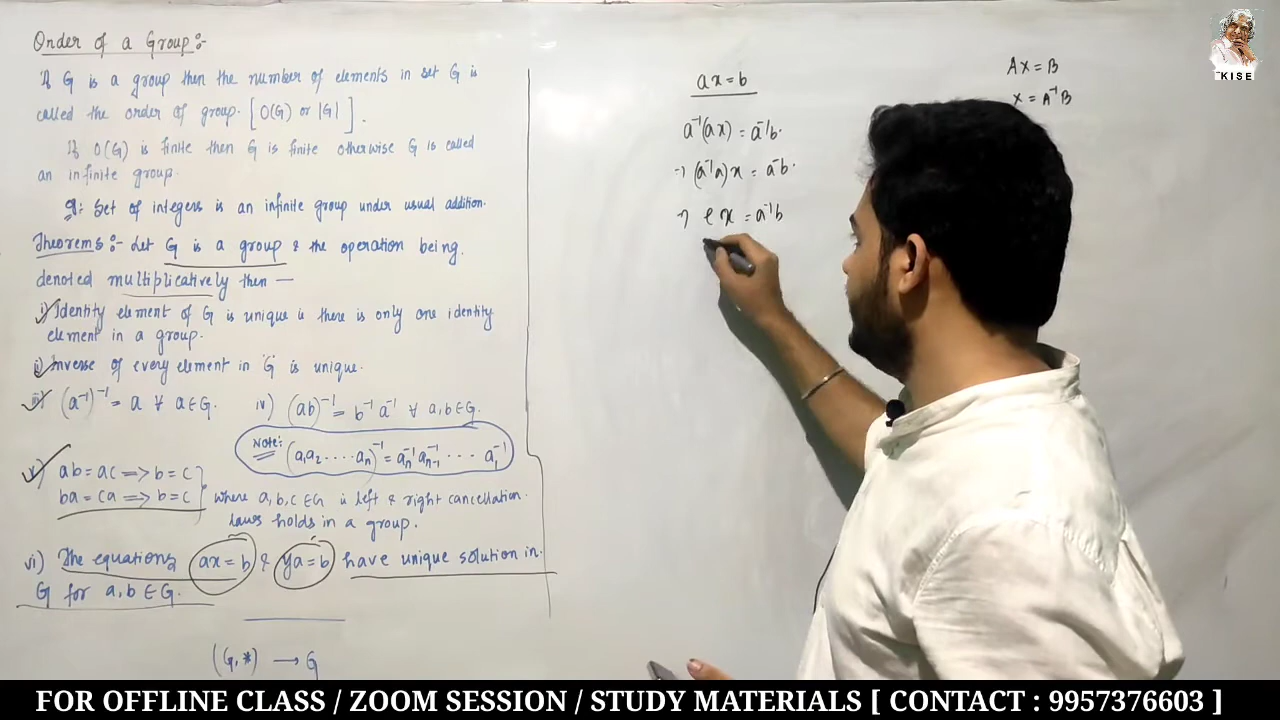 Order of a Group:-
If G is a group then the number of elements in set G is
called the order of group. [O(G) or |G|].
If O(G) is finite then G is finite otherwise G is called
an infinite group.
Set of integers is an infinite group under usual addition.
Theorems:- Let G is a group & the operation being
denoted multiplicatively then —
i) Identity element of G is unique ie there is only one identity
element in a group.
ii) Inverse of every element in 'G' is unique.
iii) (a⁻¹)⁻¹ = a ∀ a∈G. iv) (ab)⁻¹ = b⁻¹ a⁻¹ ∀ a,b∈G.
Note: (a₁a₂.....aₙ)⁻¹ = aₙ⁻¹ aₙ₋₁⁻¹ .... a₁⁻¹
v) ab = ac ⟹ b = c
ba = ca ⟹ b = c } where a,b,c ∈G ie left & right cancellation
laws holds in a group.
vi) The equations ax = b & ya = b have unique solution in
G for a,b ∈ G.
(G,*) → G
ax = b
a⁻¹(ax) = a⁻¹b.
⇒ (a⁻¹a)x = a⁻¹b.
⇒ ex = a⁻¹b
AX = B
X = A⁻¹B
KISE
FOR OFFLINE CLASS / ZOOM SESSION / STUDY MATERIALS [ CONTACT : 9957376603 ]